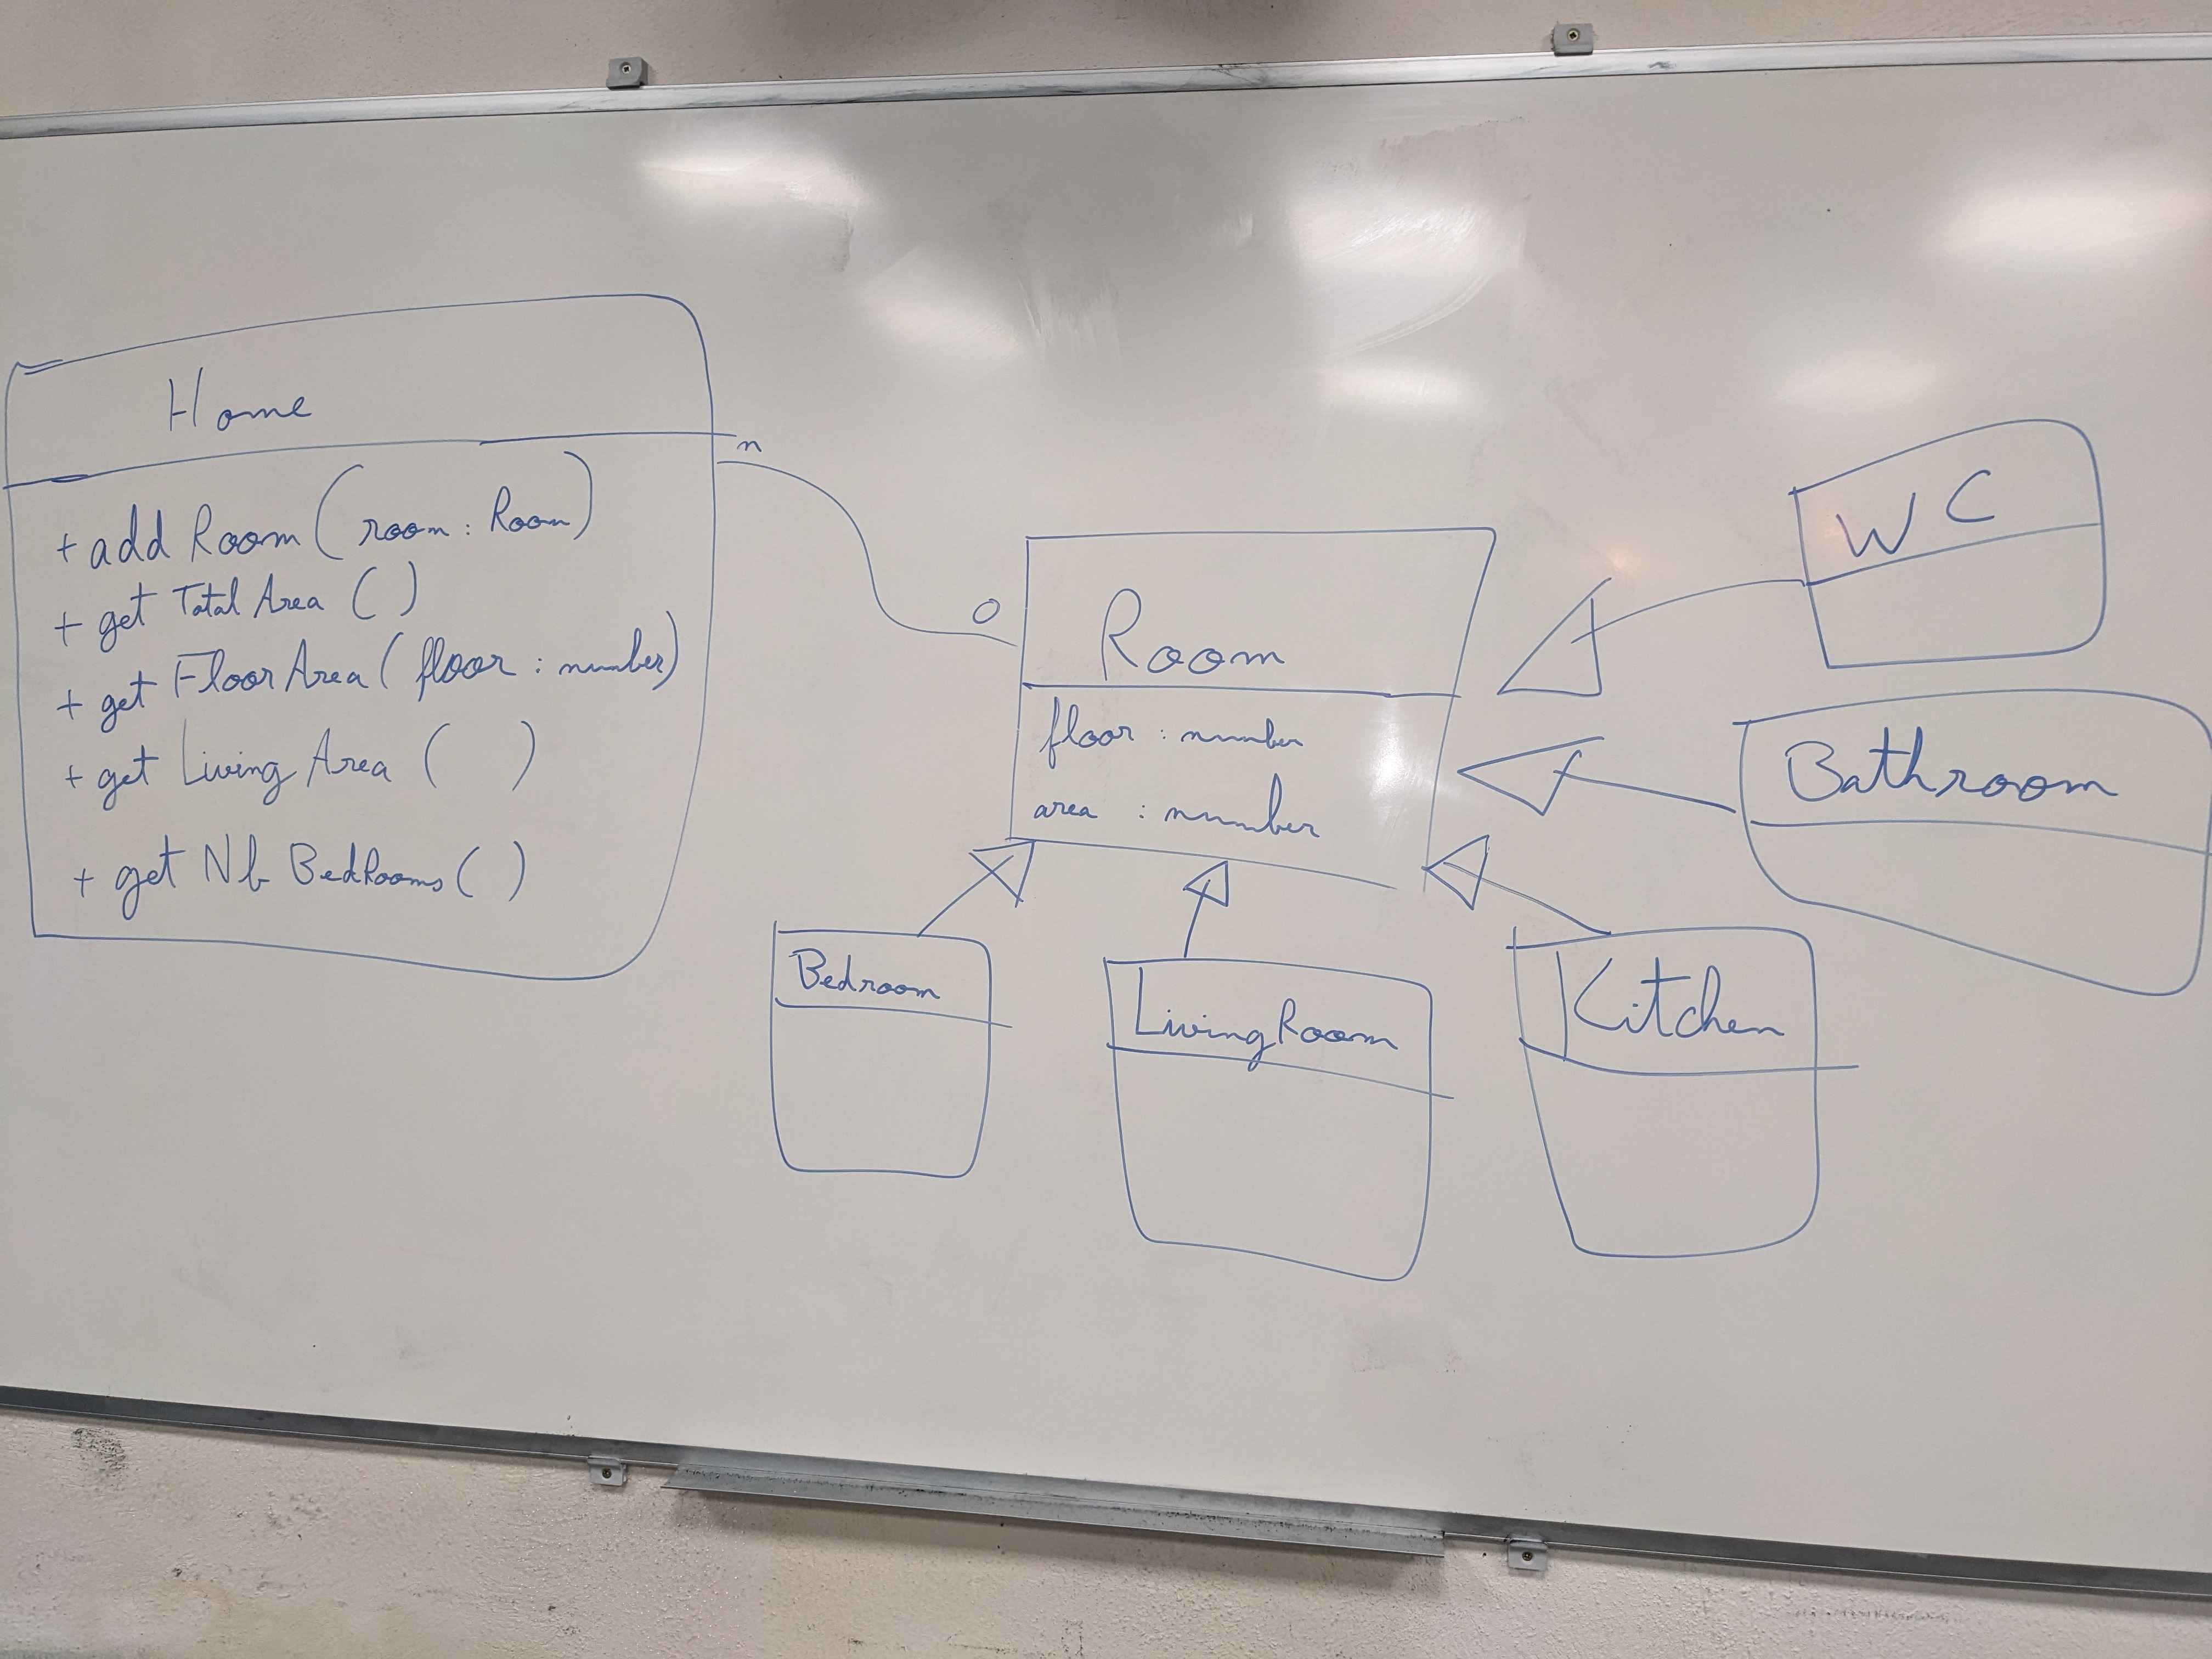 Home
+ add Room (room : Room)
+ get Total Area ( )
+ get Floor Area (floor : number)
+ get Living Area ( )
+ get Nb BedRooms ( )
n
0
Room
floor : number
area : number
WC
Bathroom
Bedroom
LivingRoom
Kitchen